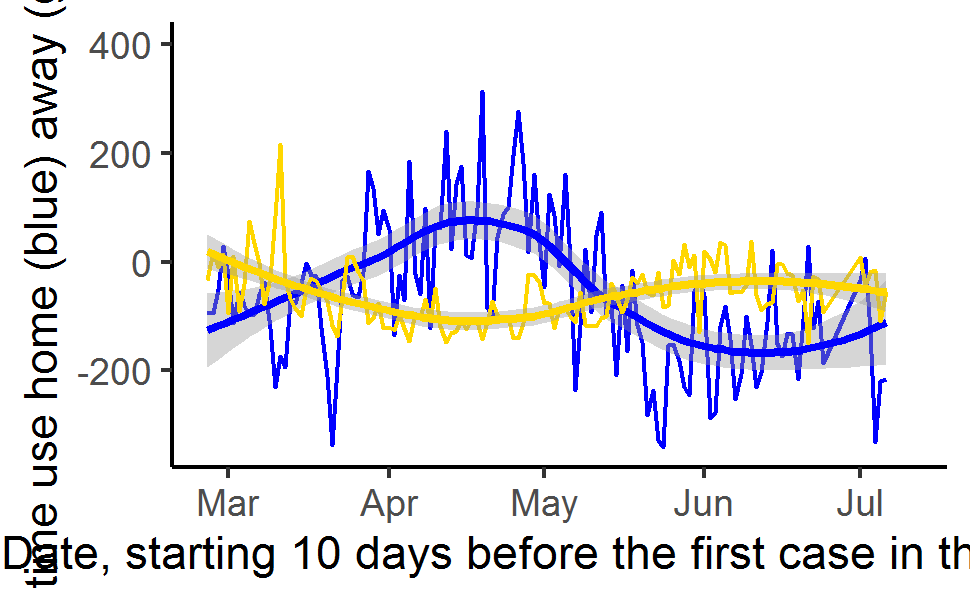 time use home (blue) away (
400
200
0
-200
Mar Apr May Jun Jul
Date, starting 10 days before the first case in th